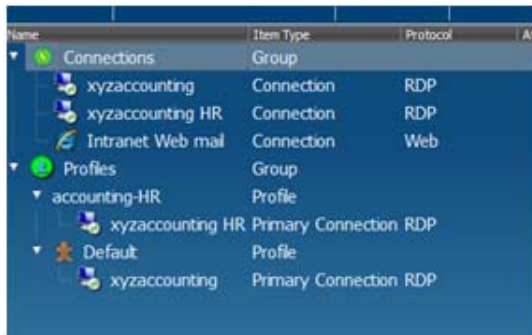 Name Item Type Protocol A
Connections Group
xyzaccounting Connection RDP
xyzaccounting HR Connection RDP
Intranet Web mail Connection Web
Profiles Group
accounting-HR Profile
xyzaccounting HR Primary Connection RDP
Default Profile
xyzaccounting Primary Connection RDP